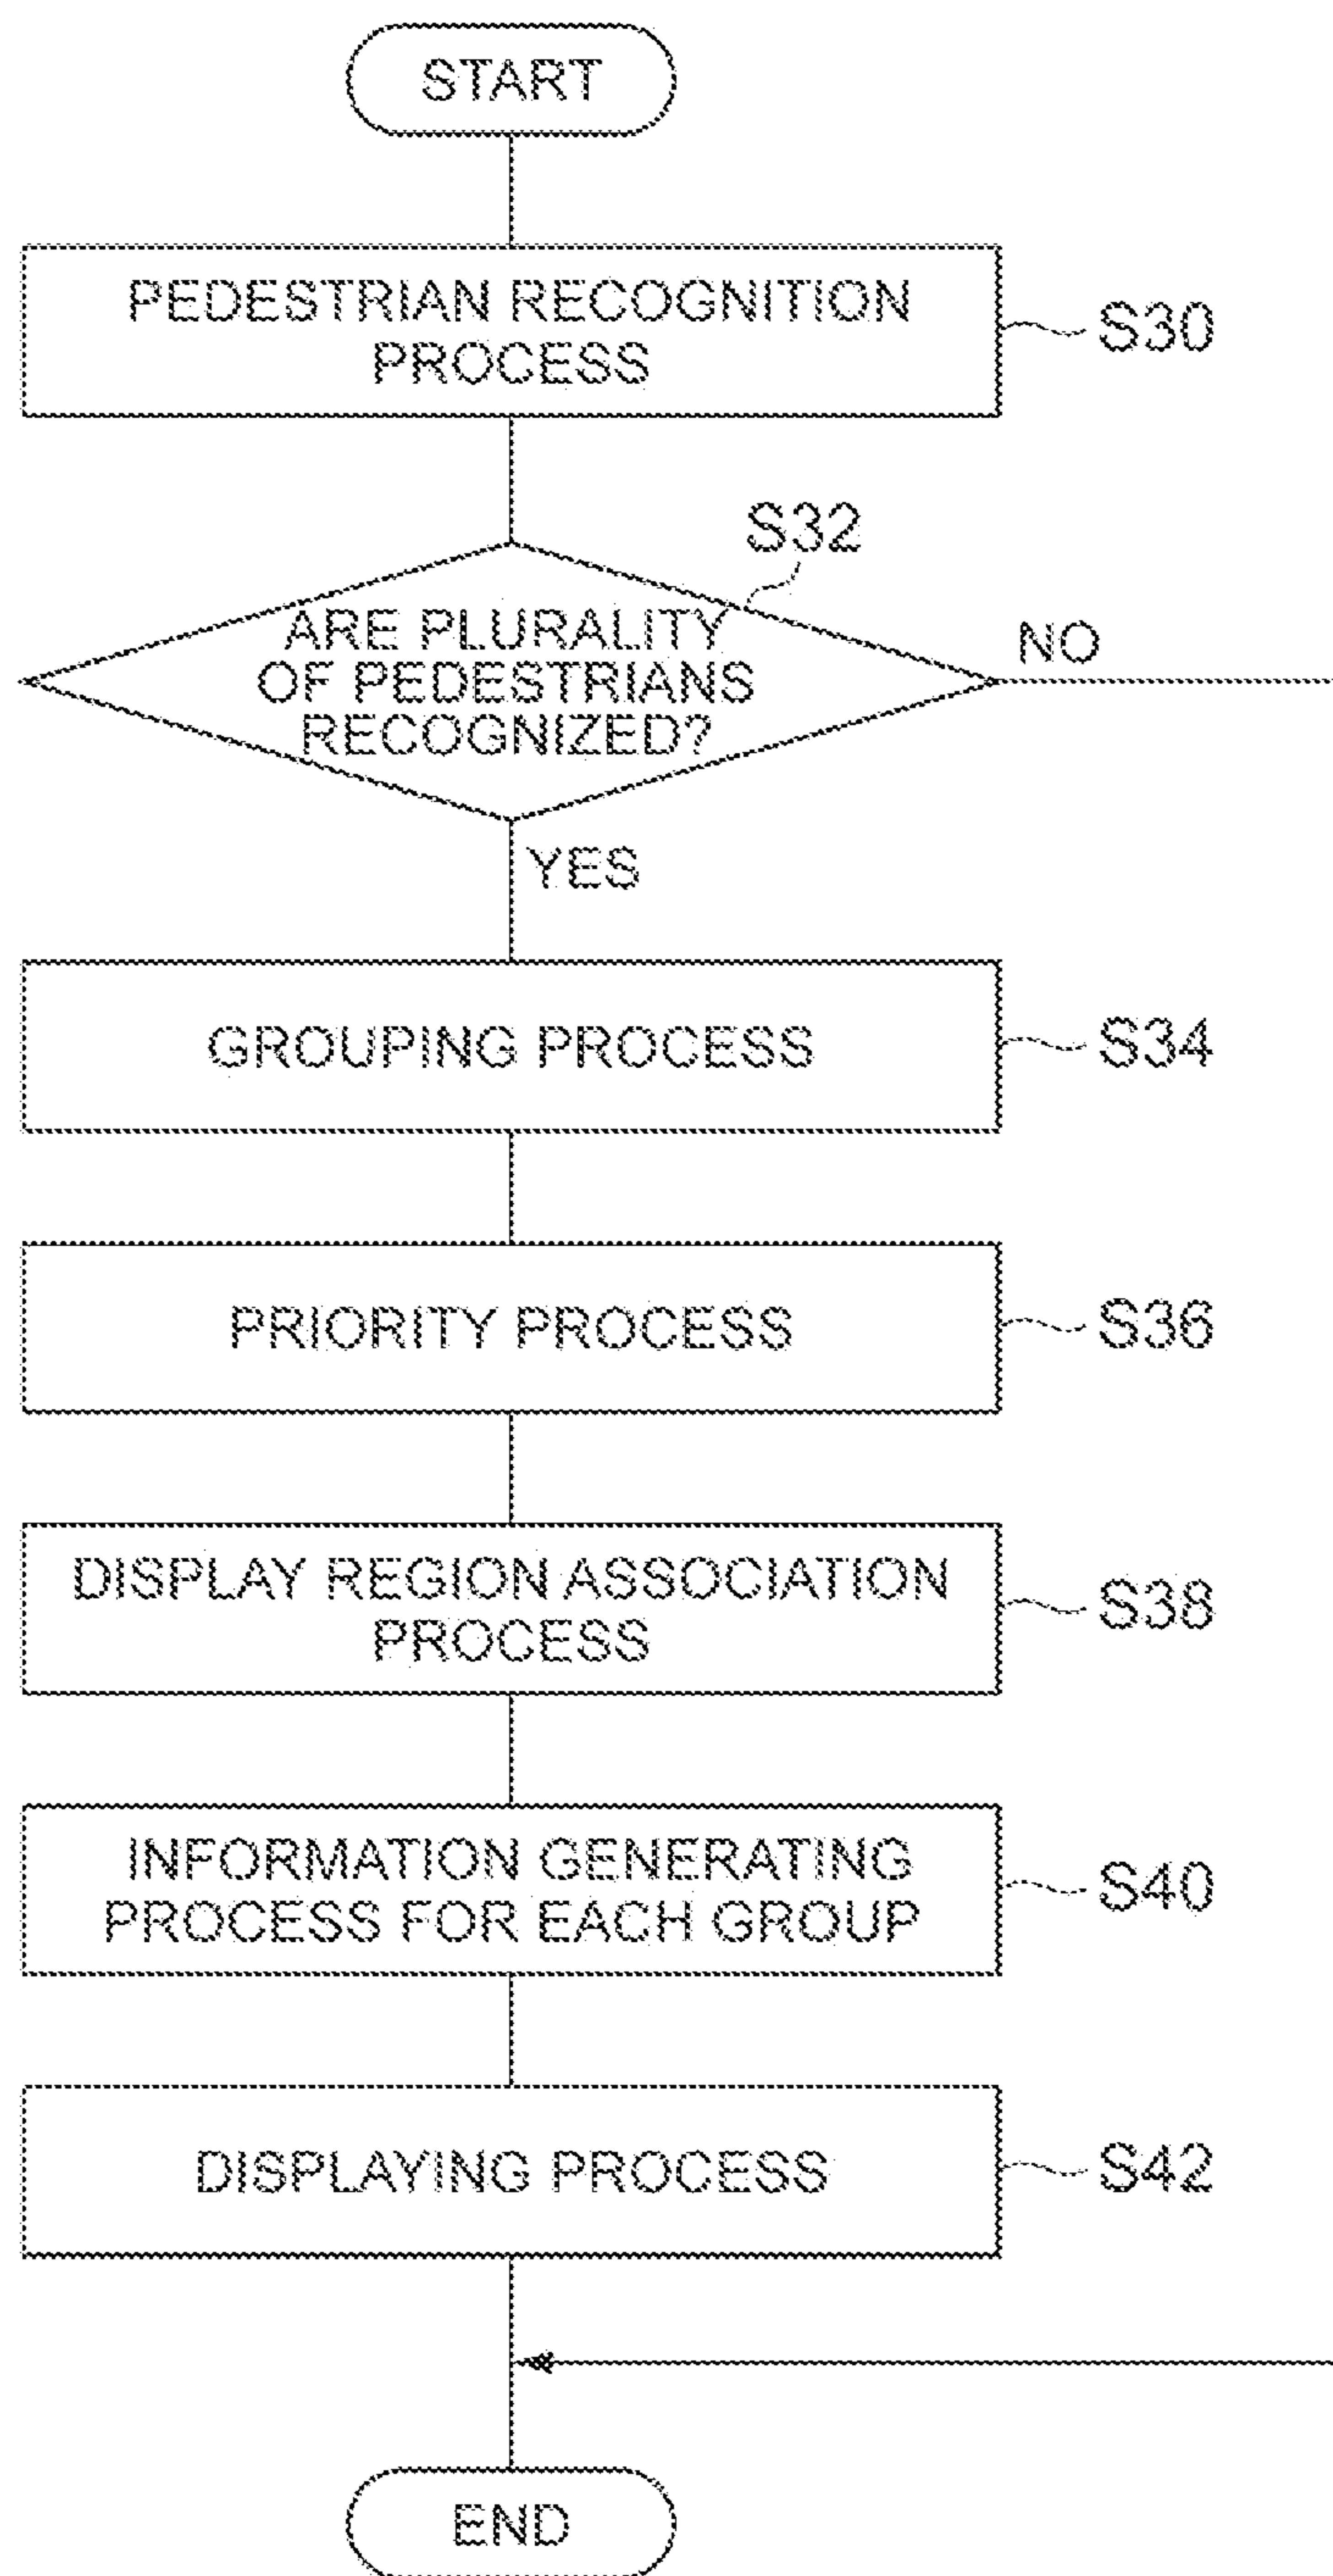 START
PEDESTRIAN RECOGNITION
PROCESS
S30
S32
ARE PLURALITY
OF PEDESTRIANS
RECOGNIZED?
NO
YES
GROUPING PROCESS
S34
PRIORITY PROCESS
S36
DISPLAY REGION ASSOCIATION
PROCESS
S38
INFORMATION GENERATING
PROCESS FOR EACH GROUP
S40
DISPLAYING PROCESS
S42
END